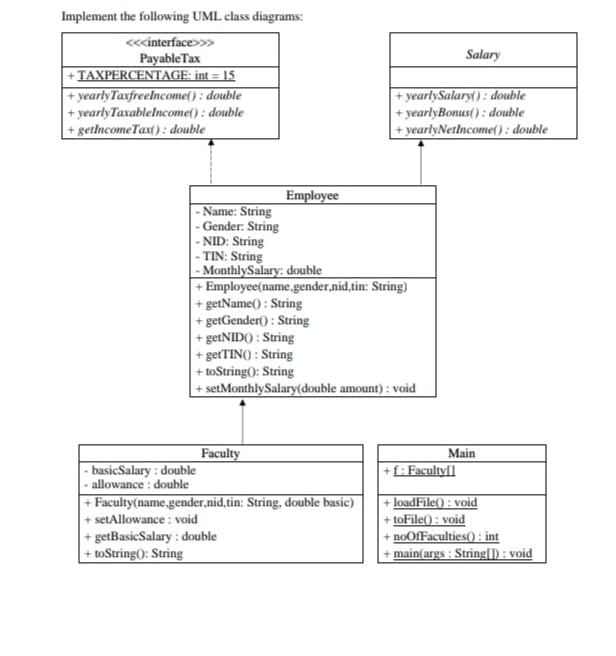 Implement the following UML class diagrams:
<<<interface>>>
PayableTax
+ TAXPERCENTAGE: int = 15
+ yearlyTaxfreeIncome() : double
+ yearlyTaxableIncome() : double
+ getIncomeTax() : double
Salary
+ yearlySalary() : double
+ yearlyBonus() : double
+ yearlyNetIncome() : double
Employee
- Name: String
- Gender: String
- NID: String
- TIN: String
- MonthlySalary: double
+ Employee(name,gender,nid,tin: String)
+ getName() : String
+ getGender() : String
+ getNID() : String
+ getTIN() : String
+ toString(): String
+ setMonthlySalary(double amount) : void
Faculty
- basicSalary : double
- allowance : double
+ Faculty(name,gender,nid,tin: String, double basic)
+ setAllowance : void
+ getBasicSalary : double
+ toString(): String
Main
+ f : Faculty[]
+ loadFile() : void
+ toFile() : void
+ noOfFaculties() : int
+ main(args : String[]) : void